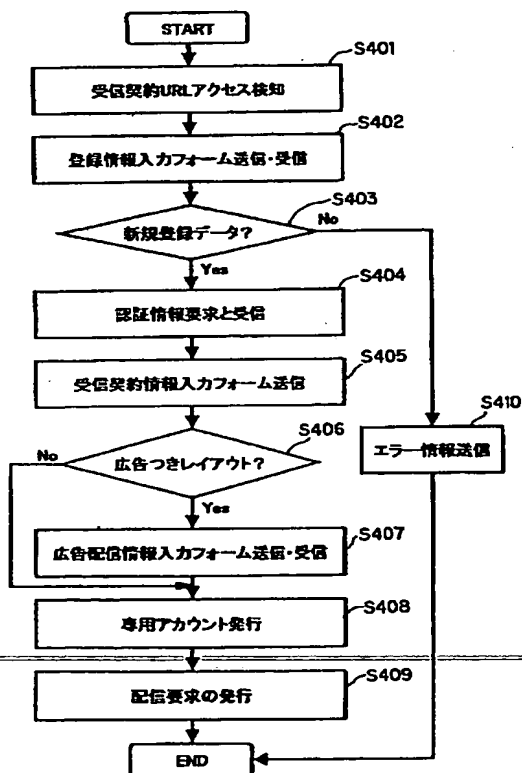 START
S401
受信契約URLアクセス検知
S402
登録情報入力フォーム送信・受信
S403
新規登録データ?
No
Yes
S404
認証情報要求と受信
S405
受信契約情報入力フォーム送信
S406
広告つきレイアウト?
No
Yes
S410
エラー情報送信
S407
広告配信情報入力フォーム送信・受信
S408
専用アカウント発行
S409
配信要求の発行
END